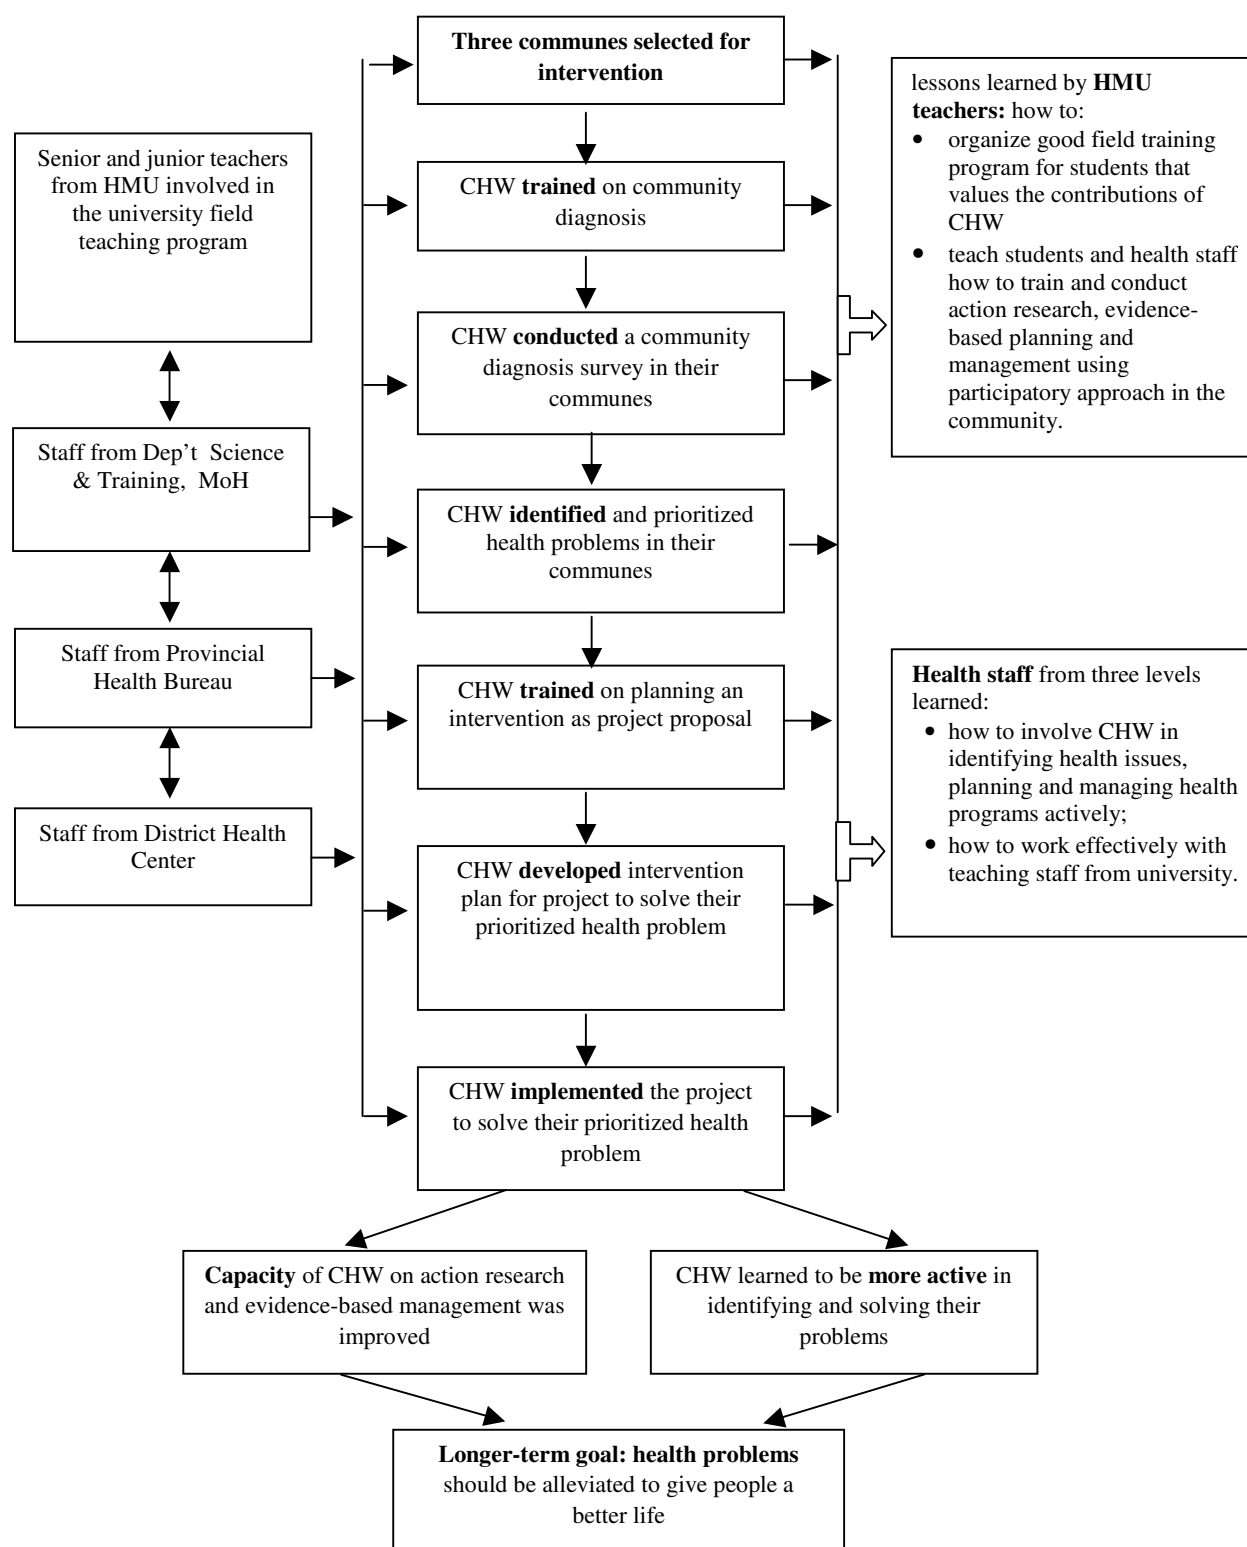 Three communes selected for
intervention
CHW trained on community
diagnosis
CHW conducted a community
diagnosis survey in their
communes
CHW identified and prioritized
health problems in their
communes
CHW trained on planning an
intervention as project proposal
CHW developed intervention
plan for project to solve their
prioritized health problem
CHW implemented the project
to solve their prioritized health
problem
Senior and junior teachers
from HMU involved in
the university field
teaching program
Staff from Dep’t Science
& Training, MoH
Staff from Provincial
Health Bureau
Staff from District Health
Center
lessons learned by HMU
teachers: how to:
• organize good field training
program for students that
values the contributions of
CHW
• teach students and health staff
how to train and conduct
action research, evidence-
based planning and
management using
participatory approach in the
community.
Health staff from three levels
learned:
• how to involve CHW in
identifying health issues,
planning and managing health
programs actively;
• how to work effectively with
teaching staff from university.
Capacity of CHW on action research
and evidence-based management was
improved
CHW learned to be more active in
identifying and solving their
problems
Longer-term goal: health problems
should be alleviated to give people a
better life